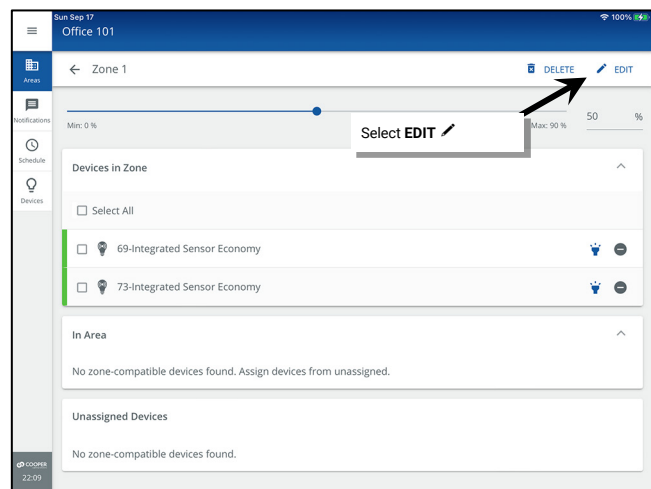 Sun Sep 17
100%
Office 101
Areas
Notifications
Schedule
Devices
Zone 1
DELETE
EDIT
Min: 0 %
Max: 90 %
50 %
Select EDIT
Devices in Zone
Select All
69-Integrated Sensor Economy
73-Integrated Sensor Economy
In Area
No zone-compatible devices found. Assign devices from unassigned.
Unassigned Devices
No zone-compatible devices found.
COOPER
22:09